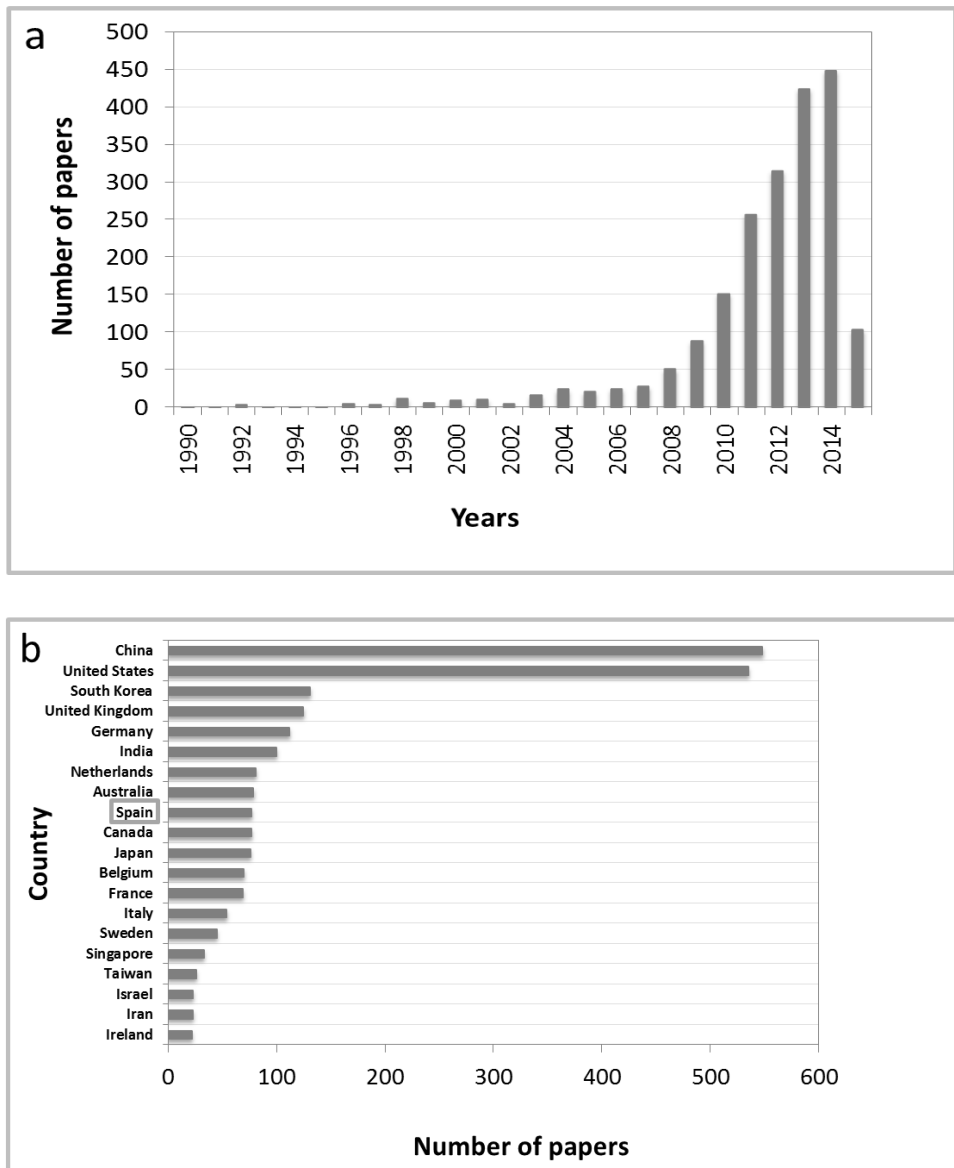 a
500
450
400
350
300
250
200
150
100
50
0
Number of papers
1990
1992
1994
1996
1998
2000
2002
2004
2006
2008
2010
2012
2014
Years
b
China
United States
South Korea
United Kingdom
Germany
India
Netherlands
Australia
Spain
Canada
Japan
Belgium
France
Italy
Sweden
Singapore
Taiwan
Israel
Iran
Ireland
Country
0 100 200 300 400 500 600
Number of papers